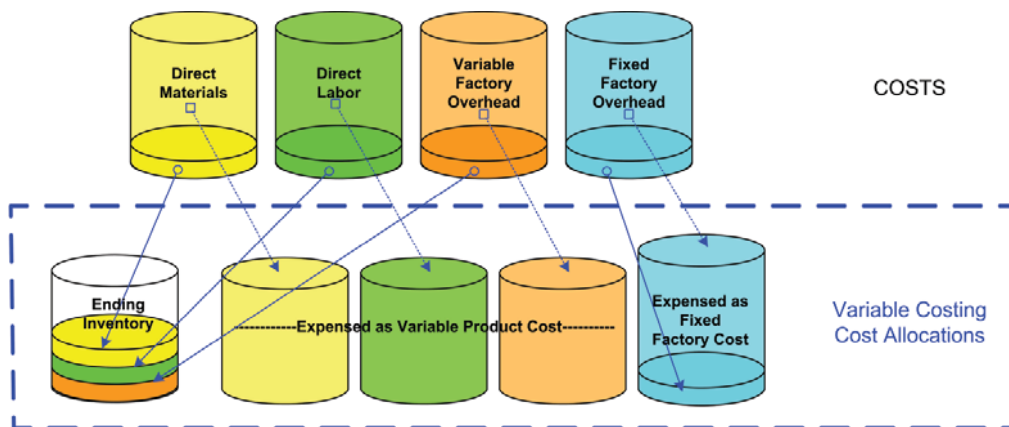 Direct
Materials
Direct
Labor
Variable
Factory
Overhead
Fixed
Factory
Overhead
COSTS
Ending
Inventory
------------Expensed as Variable Product Cost----------
Expensed as
Fixed
Factory Cost
Variable Costing
Cost Allocations